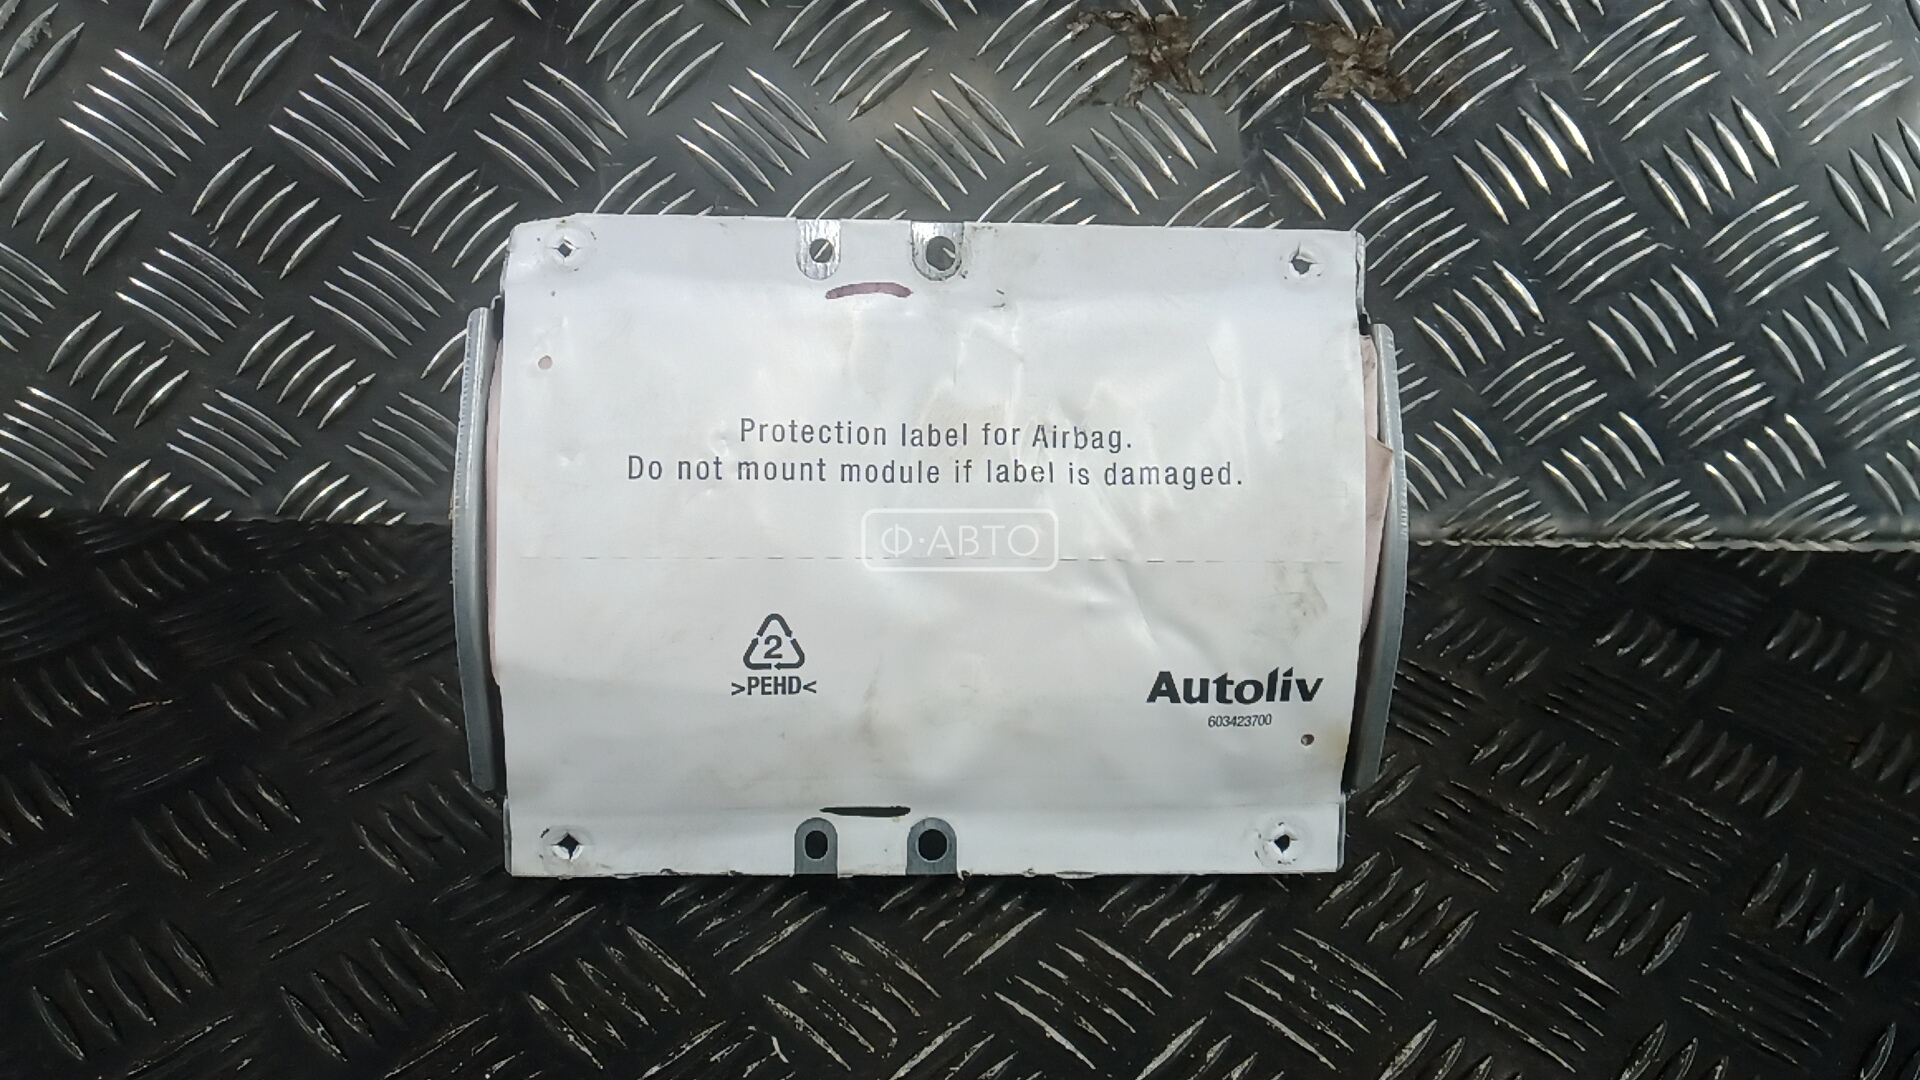 Protection label for Airbag.
Do not mount module if label is damaged.
Ф·АВТО
2
>PEHD<
Autoliv
603423700